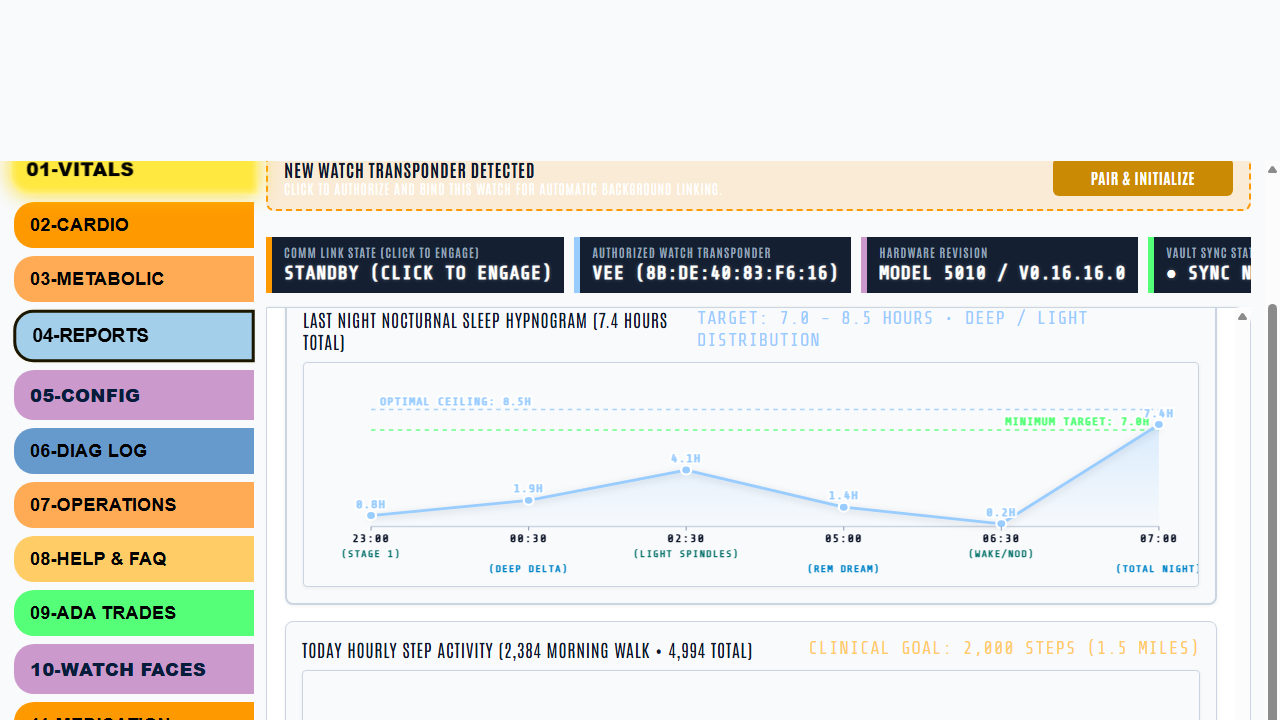 01-VITALS
02-CARDIO
03-METABOLIC
04-REPORTS
05-CONFIG
06-DIAG LOG
07-OPERATIONS
08-HELP & FAQ
09-ADA TRADES
10-WATCH FACES
11-MEDICATION
NEW WATCH TRANSPONDER DETECTED
CLICK TO AUTHORIZE AND BIND THIS WATCH FOR AUTOMATIC BACKGROUND LINKING.
PAIR & INITIALIZE
COMM LINK STATE (CLICK TO ENGAGE)
STANDBY (CLICK TO ENGAGE)
AUTHORIZED WATCH TRANSPONDER
VEE (8B:DE:40:83:F6:16)
HARDWARE REVISION
MODEL 5010 / V0.16.16.0
VAULT SYNC STAT
● SYNC N
LAST NIGHT NOCTURNAL SLEEP HYPNOGRAM (7.4 HOURS
TOTAL)
TARGET: 7.0 – 8.5 HOURS • DEEP / LIGHT
DISTRIBUTION
OPTIMAL CEILING: 8.5H
MINIMUM TARGET: 7.0H
0.8H
1.9H
4.1H
1.4H
0.2H
7.4H
23:00
00:30
02:30
05:00
06:30
07:00
(STAGE 1)
(DEEP DELTA)
(LIGHT SPINDLES)
(REM DREAM)
(WAKE/NOD)
(TOTAL NIGHT)
TODAY HOURLY STEP ACTIVITY (2,384 MORNING WALK • 4,994 TOTAL)
CLINICAL GOAL: 2,000 STEPS (1.5 MILES)